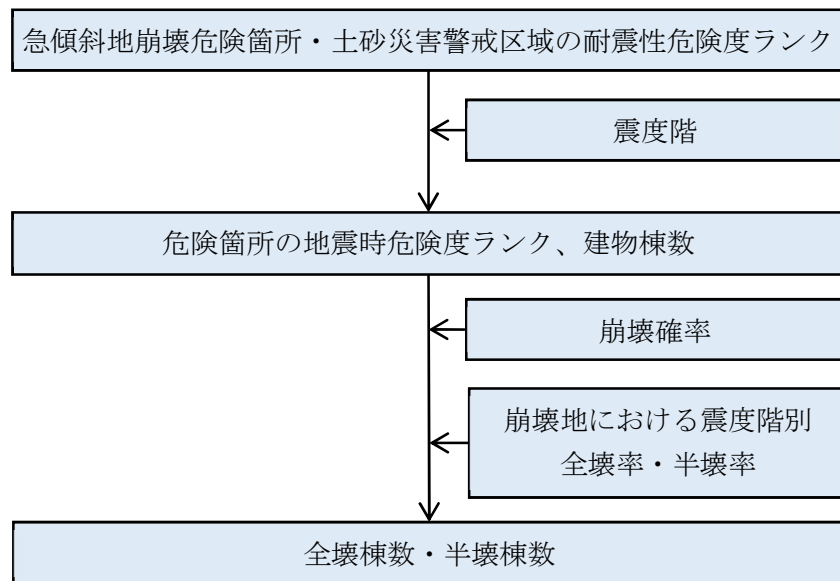 急傾斜地崩壊危険箇所・土砂災害警戒区域の耐震性危険度ランク
震度階
危険箇所の地震時危険度ランク、建物棟数
崩壊確率
崩壊地における震度階別
全壊率・半壊率
全壊棟数・半壊棟数